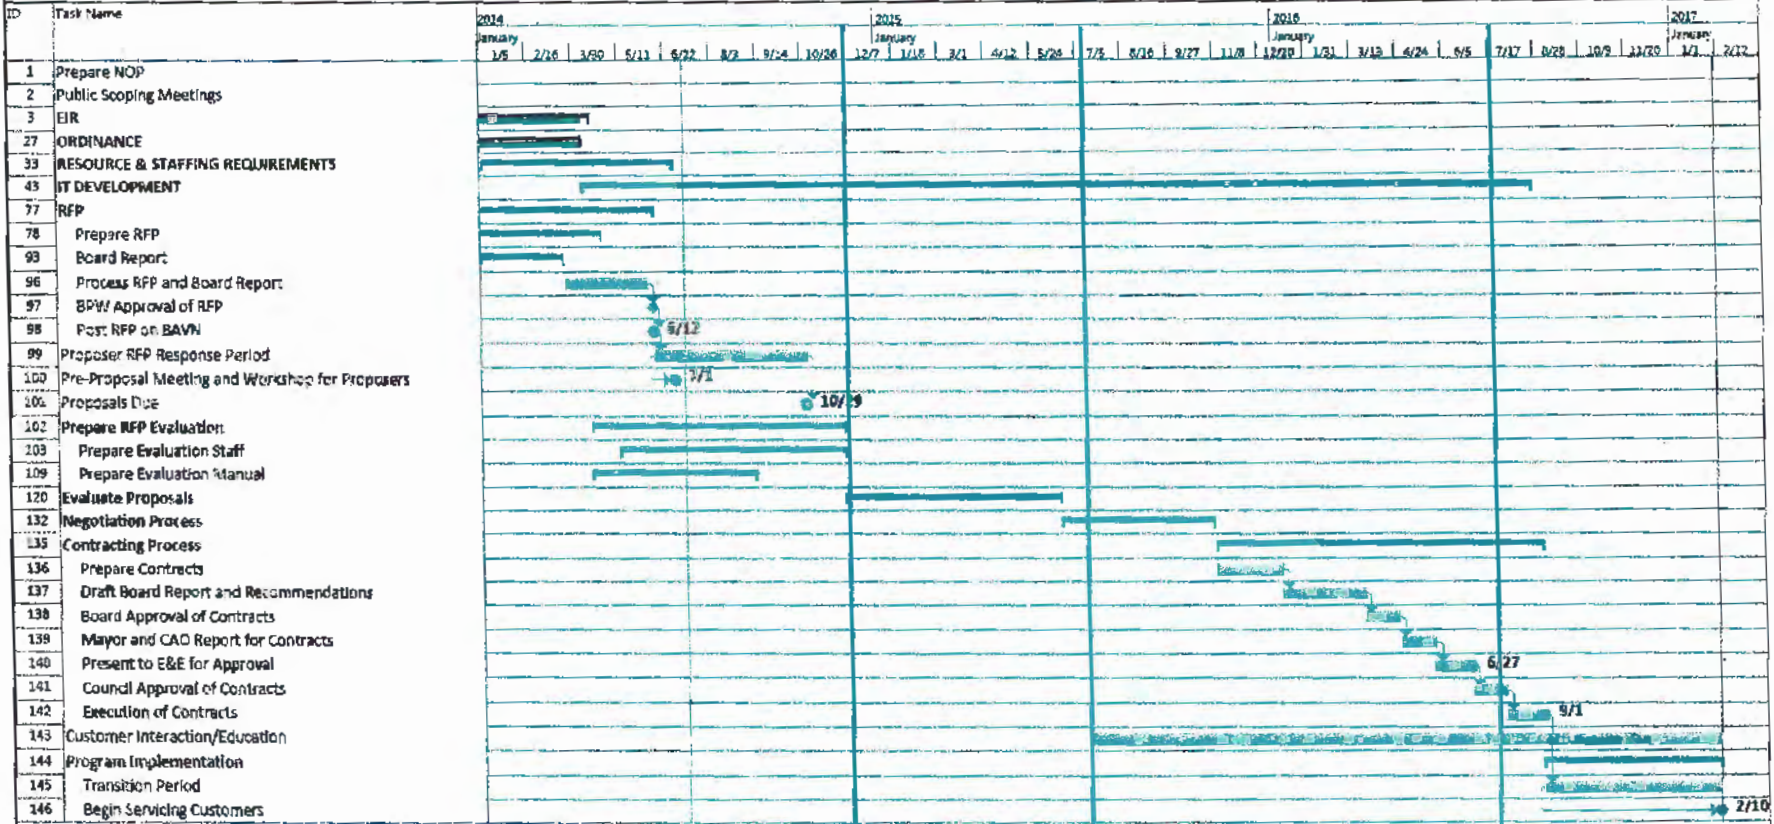 ID Task Name
2014 2015 2016 2017
January January January January
1/5 2/16 3/30 5/11 6/22 8/3 9/14 10/26 12/7 1/18 3/1 4/12 5/24 7/5 8/16 9/27 11/8 12/20 1/31 3/13 4/24 6/5 7/17 8/28 10/9 11/20 1/1 2/12
1 Prepare NOP
2 Public Scoping Meetings
3 EIR
27 ORDINANCE
33 RESOURCE & STAFFING REQUIREMENTS
43 IT DEVELOPMENT
77 RFP
78 Prepare RFP
93 Board Report
96 Process RFP and Board Report
97 BPW Approval of RFP
98 Post RFP on BAVN 6/12
99 Proposer RFP Response Period
100 Pre-Proposal Meeting and Workshop for Proposers 7/1
101 Proposals Due 10/29
102 Prepare RFP Evaluation
103 Prepare Evaluation Staff
109 Prepare Evaluation Manual
120 Evaluate Proposals
132 Negotiation Process
135 Contracting Process
136 Prepare Contracts
137 Draft Board Report and Recommendations
138 Board Approval of Contracts
139 Mayor and CAO Report for Contracts
140 Present to E&E for Approval 6/27
141 Council Approval of Contracts
142 Execution of Contracts 9/1
143 Customer Interaction/Education
144 Program Implementation
145 Transition Period
146 Begin Servicing Customers 2/10